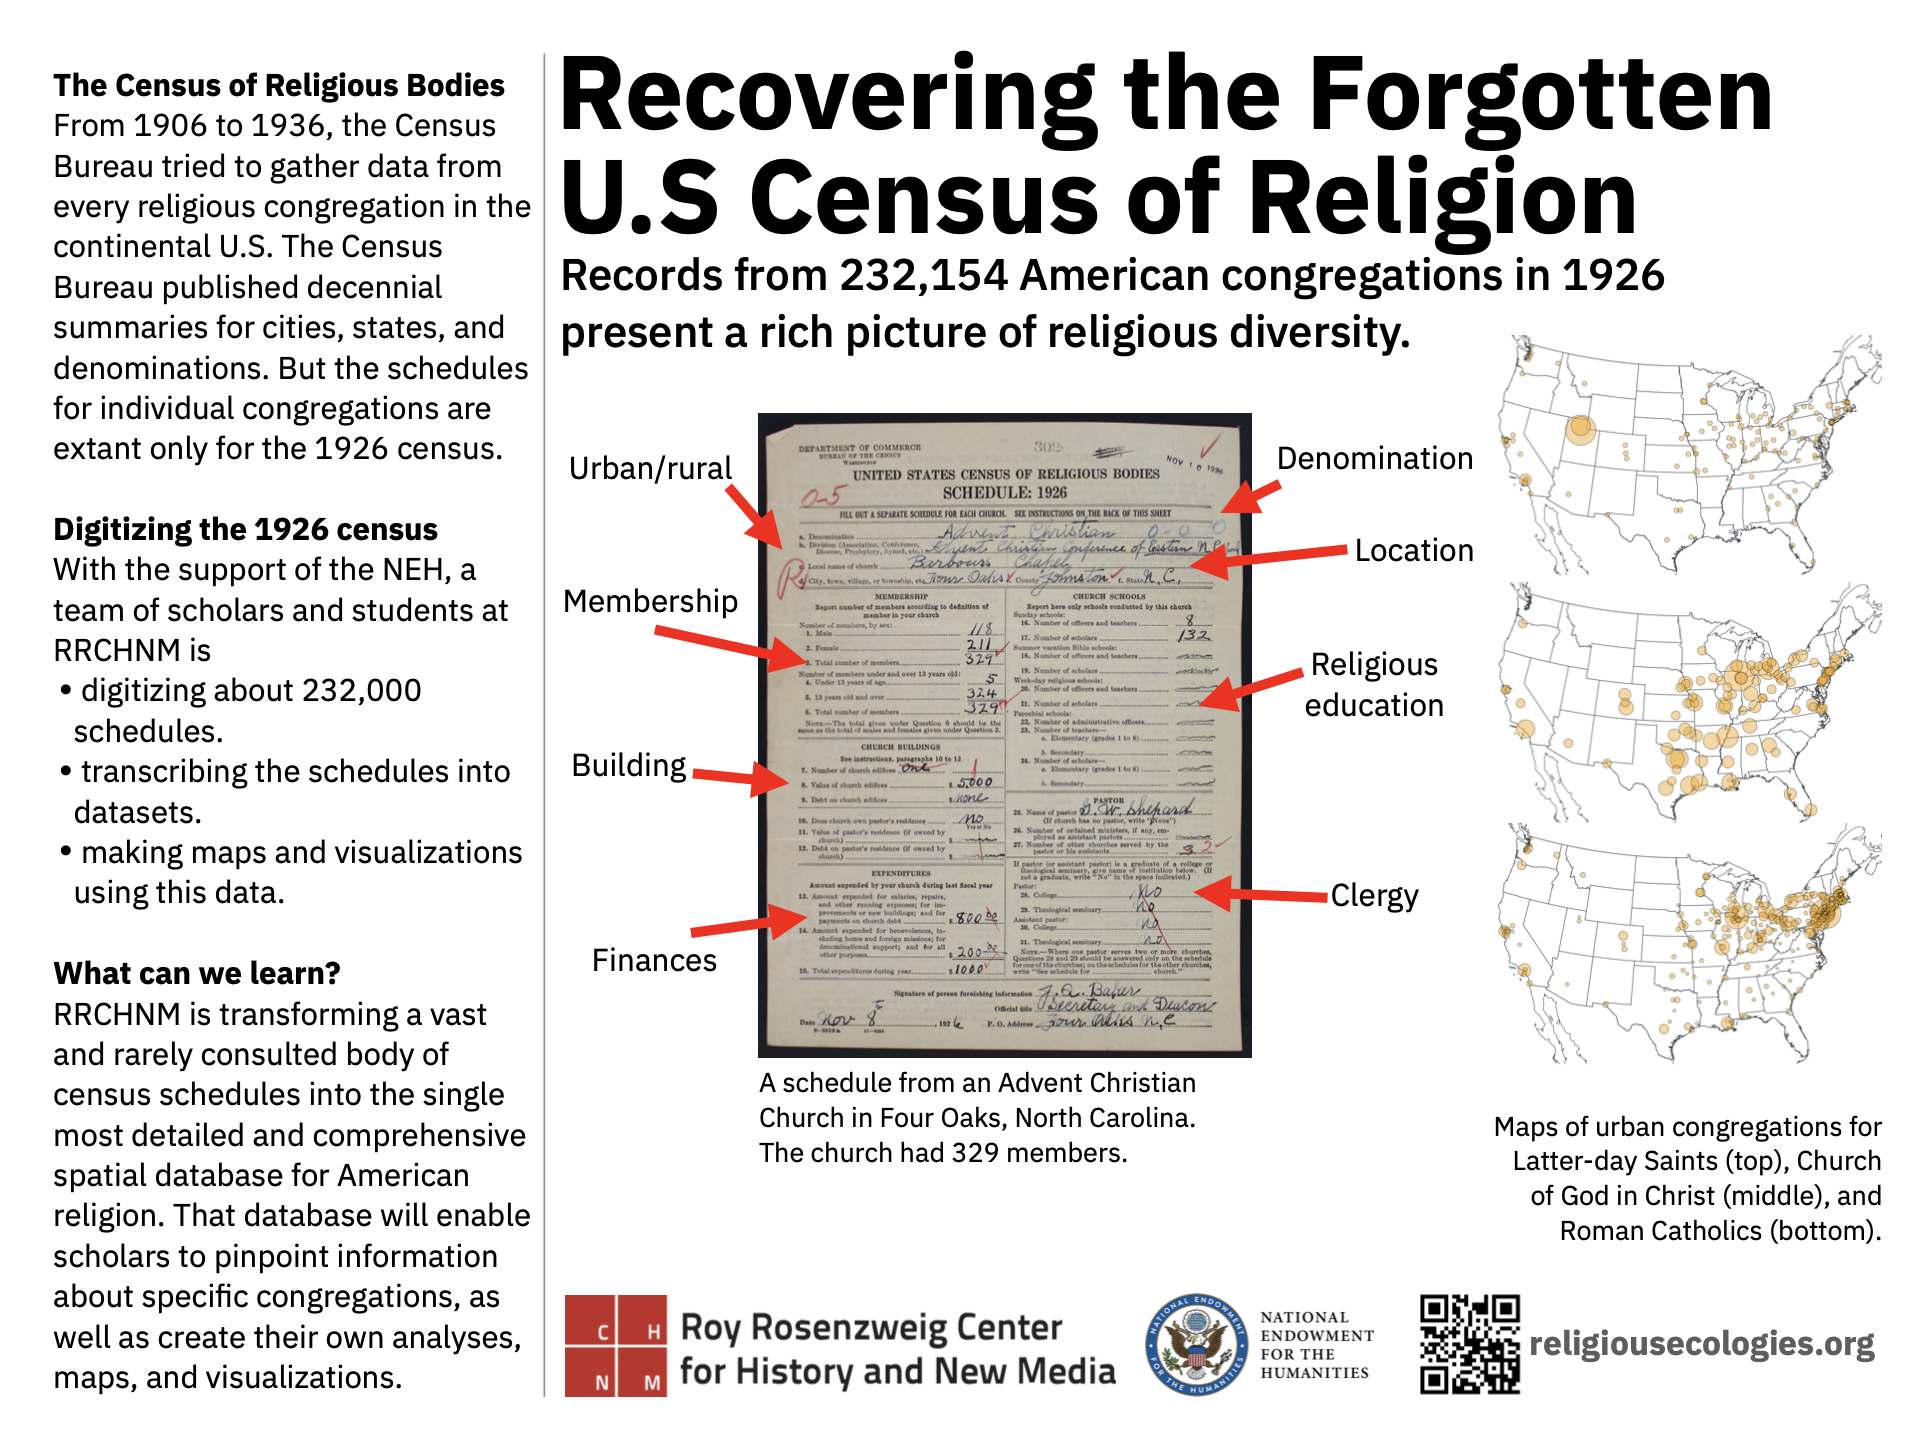 The Census of Religious Bodies
From 1906 to 1936, the Census
Bureau tried to gather data from
every religious congregation in the
continental U.S. The Census
Bureau published decennial
summaries for cities, states, and
denominations. But the schedules
for individual congregations are
extant only for the 1926 census.
Digitizing the 1926 census
With the support of the NEH, a
team of scholars and students at
RRCHNM is
• digitizing about 232,000
schedules.
• transcribing the schedules into
datasets.
• making maps and visualizations
using this data.
What can we learn?
RRCHNM is transforming a vast
and rarely consulted body of
census schedules into the single
most detailed and comprehensive
spatial database for American
religion. That database will enable
scholars to pinpoint information
about specific congregations, as
well as create their own analyses,
maps, and visualizations.
Recovering the Forgotten
U.S Census of Religion
Records from 232,154 American congregations in 1926
present a rich picture of religious diversity.
Urban/rural
Membership
Building
Finances
DEPARTMENT OF COMMERCE
BUREAU OF THE CENSUS
WASHINGTON
303
NOV 10 1926
UNITED STATES CENSUS OF RELIGIOUS BODIES
SCHEDULE: 1926
0-5
FILL OUT A SEPARATE SCHEDULE FOR EACH CHURCH. SEE INSTRUCTIONS ON THE BACK OF THIS SHEET
a. Denomination Advent Christian 0-0
b. Division (Association, Conference, Diocese, Presbytery, Synod, etc.) Advent Christian Conference of Eastern N.C.
c. Local name of church Barbours Chapel
R
d. City, town, village, or township, etc. Four Oaks County Johnston f. State N.C.
MEMBERSHIP
Report number of members according to definition of
member in your church
Number of members, by sex:
1. Male 118
2. Female 211
3. Total number of members 329
Number of members under and over 13 years old:
4. Under 13 years of age 5
5. 13 years old and over 324
6. Total number of members 329
NOTE.—The total given under Question 6 should be the
same as the total of males and females given under Question 3.
CHURCH BUILDINGS
See instructions, paragraphs 10 to 12
7. Number of church edifices one 1
8. Value of church edifices $ 5000
9. Debt on church edifices $ none
10. Does church own pastor's residence no
Yes or No
11. Value of pastor's residence (if owned by
church) $
12. Debt on pastor's residence (if owned by
church) $
EXPENDITURES
Amount expended by your church during last fiscal year
13. Amount expended for salaries, repairs,
and other running expenses; for im-
provements or new buildings; and for
payments on church debt $ 800 00
14. Amount expended for benevolences, in-
cluding home and foreign missions; for
denominational support; and for all
other purposes $ 200
15. Total expenditures during year $ 1000
CHURCH SCHOOLS
Report here only schools conducted by this church
Sunday schools:
16. Number of officers and teachers 8
17. Number of scholars 132
Summer vacation Bible schools:
18. Number of officers and teachers
19. Number of scholars
Week-day religious schools:
20. Number of officers and teachers
21. Number of scholars
Parochial schools:
22. Number of administrative officers
23. Number of teachers—
a. Elementary (grades 1 to 8)
b. Secondary
24. Number of scholars—
a. Elementary (grades 1 to 8)
b. Secondary
PASTOR
25. Name of pastor G. W. Shepard
(If church has no pastor, write "None")
26. Number of ordained ministers, if any, em-
ployed as assistant pastors
27. Number of other churches served by the
pastor or his assistants 3 2
If pastor (or assistant pastor) is a graduate of a college or
theological seminary, give name of institution below. (If
not a graduate, write "No" in the space indicated.)
Pastor:
28. College No
29. Theological seminary No
Assistant pastor:
30. College No
31. Theological seminary No
NOTE.—Where one pastor serves two or more churches,
Questions 28 and 29 should be answered only on the schedule
for one of the churches; on the schedules for the other churches,
write "See schedule for church."
Signature of person furnishing information J. A. Baker
Official title Secretary and Deacon
Date Nov 8, 1926 P. O. Address Four Oaks N.C
Denomination
Location
Religious
education
Clergy
A schedule from an Advent Christian
Church in Four Oaks, North Carolina.
The church had 329 members.
Maps of urban congregations for
Latter-day Saints (top), Church
of God in Christ (middle), and
Roman Catholics (bottom).
C H
N M
Roy Rosenzweig Center
for History and New Media
NATIONAL ENDOWMENT
FOR THE HUMANITIES
NATIONAL
ENDOWMENT
FOR THE
HUMANITIES
religiousecologies.org